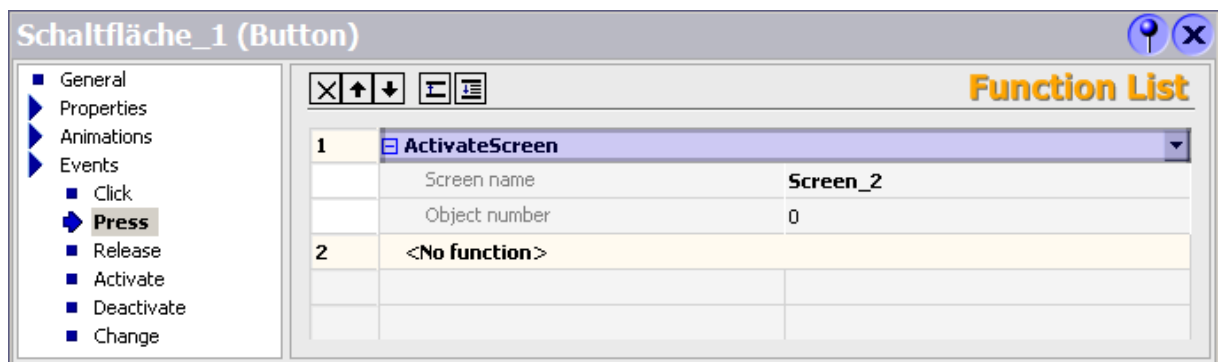 Schaltfläche_1 (Button)
General
Properties
Animations
Events
Click
Press
Release
Activate
Deactivate
Change
Function List
1 ActivateScreen
Screen name Screen_2
Object number 0
2 <No function>